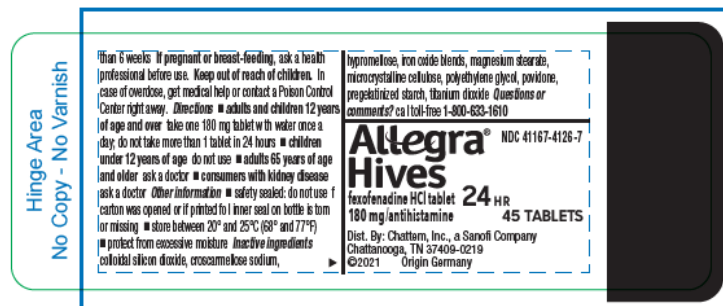 Hinge Area
No Copy - No Varnish
than 6 weeks If pregnant or breast-feeding, ask a health
professional before use. Keep out of reach of children. In
case of overdose, get medical help or contact a Poison Control
Center right away. Directions ■ adults and children 12 years
of age and over take one 180 mg tablet with water once a
day; do not take more than 1 tablet in 24 hours ■ children
under 12 years of age do not use ■ adults 65 years of age
and older ask a doctor ■ consumers with kidney disease
ask a doctor Other information ■ safety sealed: do not use f
carton was opened or if printed fo l inner seal on bottle is torn
or missing ■ store between 20° and 25°C (68° and 77°F)
■ protect from excessive moisture Inactive ingredients
colloidal silicon dioxide, croscarmellose sodium,
hypromellose, iron oxide blends, magnesium stearate,
microcrystalline cellulose, polyethylene glycol, povidone,
pregelatinized starch, titanium dioxide Questions or
comments? ca l toll-free 1-800-633-1610
Allegra® NDC 41167-4126-7
Hives
fexofenadine HCl tablet 24 HR
180 mg/antihistamine 45 TABLETS
Dist. By: Chattem, Inc., a Sanofi Company
Chattanooga, TN 37409-0219
©2021 Origin Germany